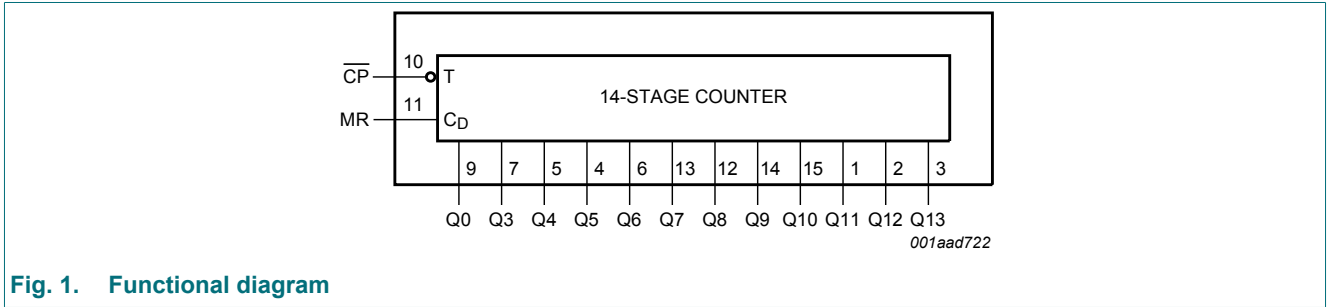 10
CP
T
14-STAGE COUNTER
11
MR
CD
9 7 5 4 6 13 12 14 15 1 2 3
Q0 Q3 Q4 Q5 Q6 Q7 Q8 Q9 Q10 Q11 Q12 Q13
001aad722
Fig. 1. Functional diagram